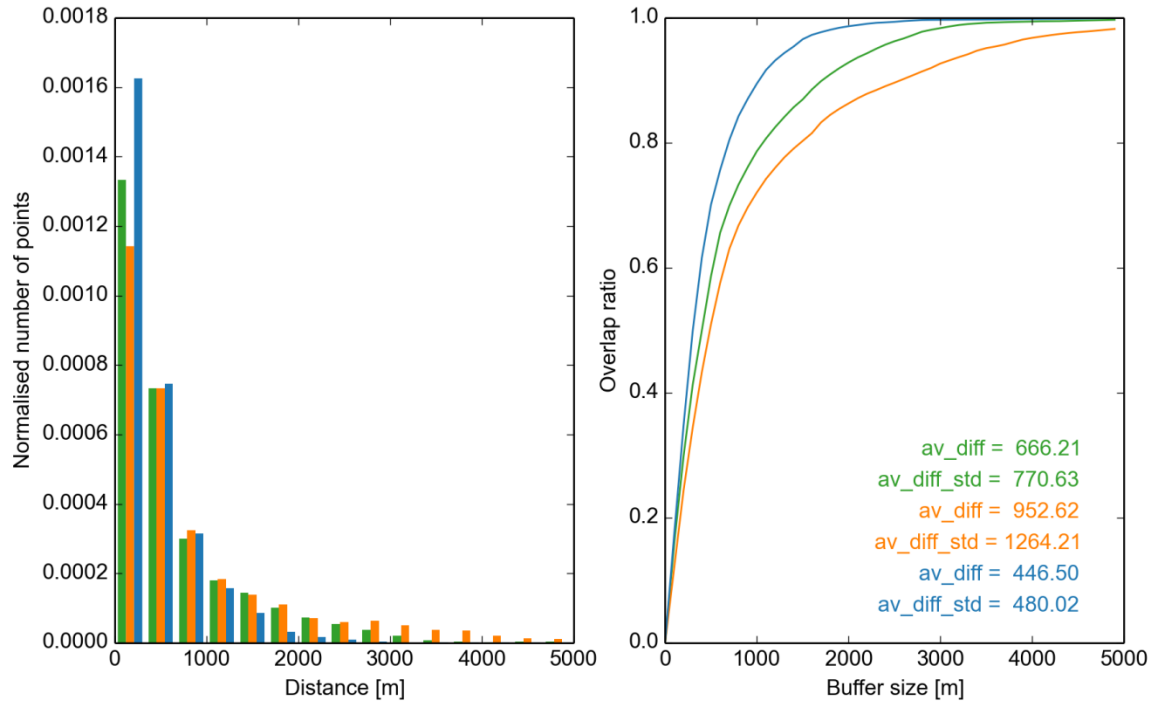 0.0018
0.0016
0.0014
0.0012
0.0010
0.0008
0.0006
0.0004
0.0002
0.0000
Normalised number of points
0 1000 2000 3000 4000 5000
Distance [m]
1.0
0.8
0.6
0.4
0.2
0.0
Overlap ratio
av_diff = 666.21
av_diff_std = 770.63
av_diff = 952.62
av_diff_std = 1264.21
av_diff = 446.50
av_diff_std = 480.02
0 1000 2000 3000 4000 5000
Buffer size [m]